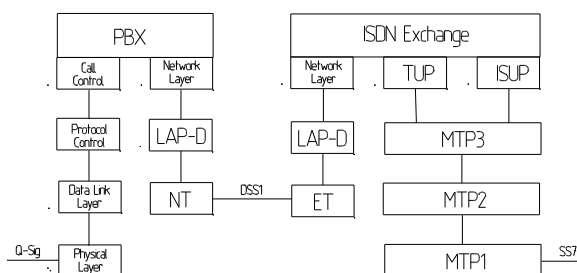 PBX
ISDN Exchange
Call
Control
Network
Layer
Network
Layer
TUP
ISUP
Protocol
Control
LAP-D
LAP-D
MTP3
Data Link
Layer
NT
DSS1
ET
MTP2
Q-Sig
Physical
Layer
MTP1
SS7